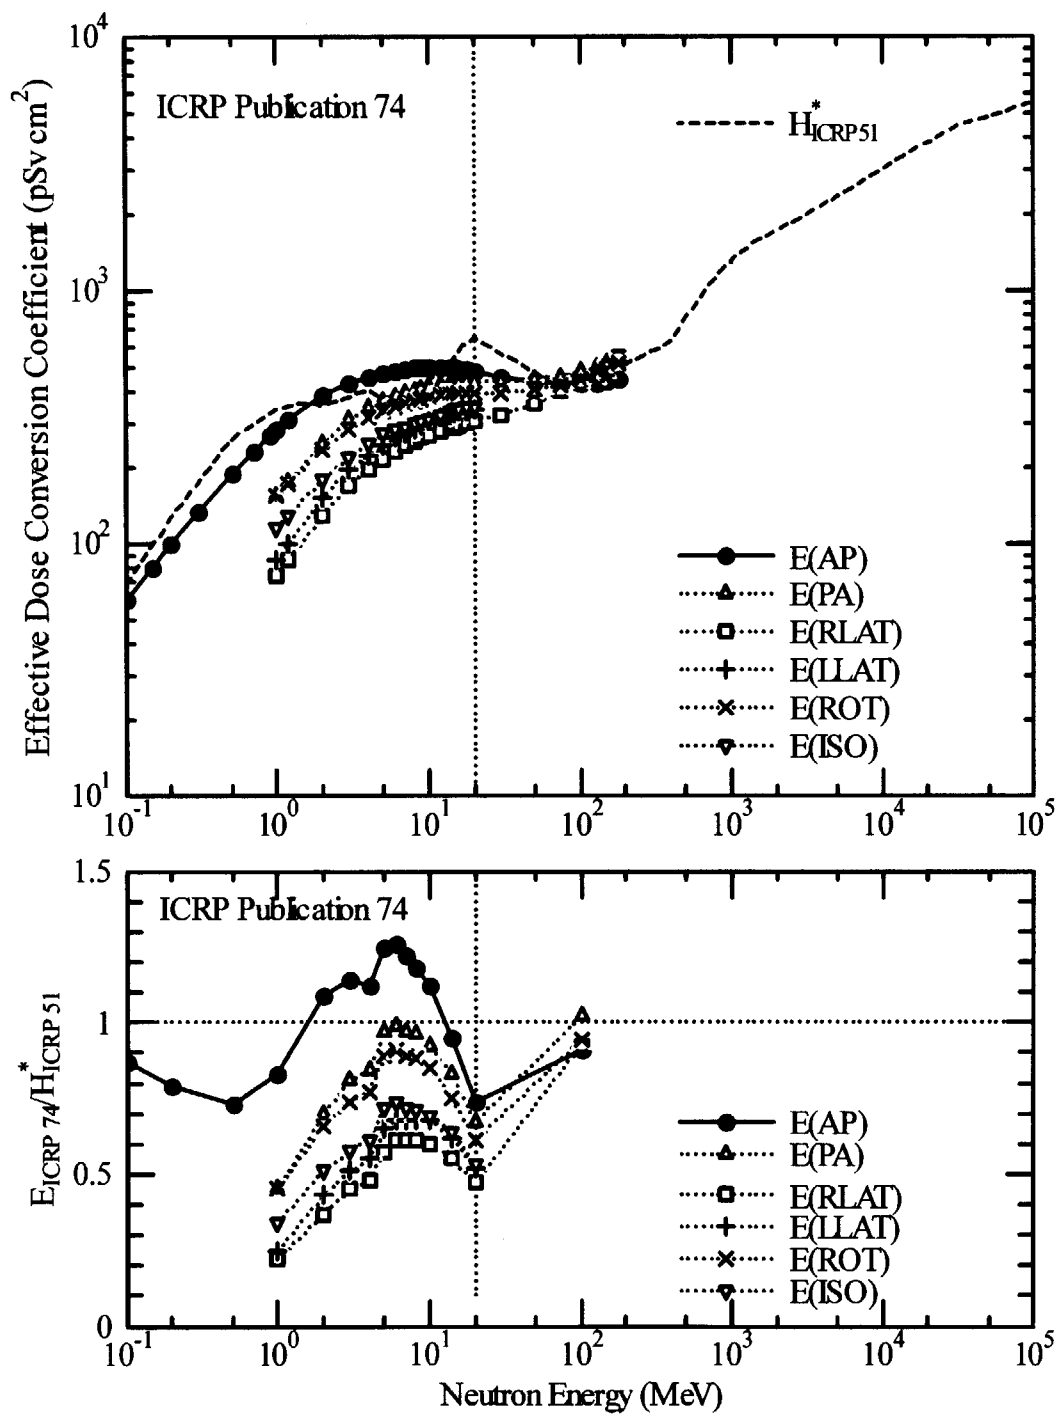 10^4
ICRP Publication 74
H*ICRP51
10^3
10^2
E(AP)
E(PA)
E(RLAT)
E(LLAT)
E(ROT)
E(ISO)
10^1
10^-1 10^0 10^1 10^2 10^3 10^4 10^5
Effective Dose Conversion Coefficient (pSv cm^2)
1.5
ICRP Publication 74
1
E(AP)
E(PA)
0.5
E(RLAT)
E(LLAT)
E(ROT)
E(ISO)
0
10^-1 10^0 10^1 10^2 10^3 10^4 10^5
E_ICRP 74/H*_ICRP 51
Neutron Energy (MeV)